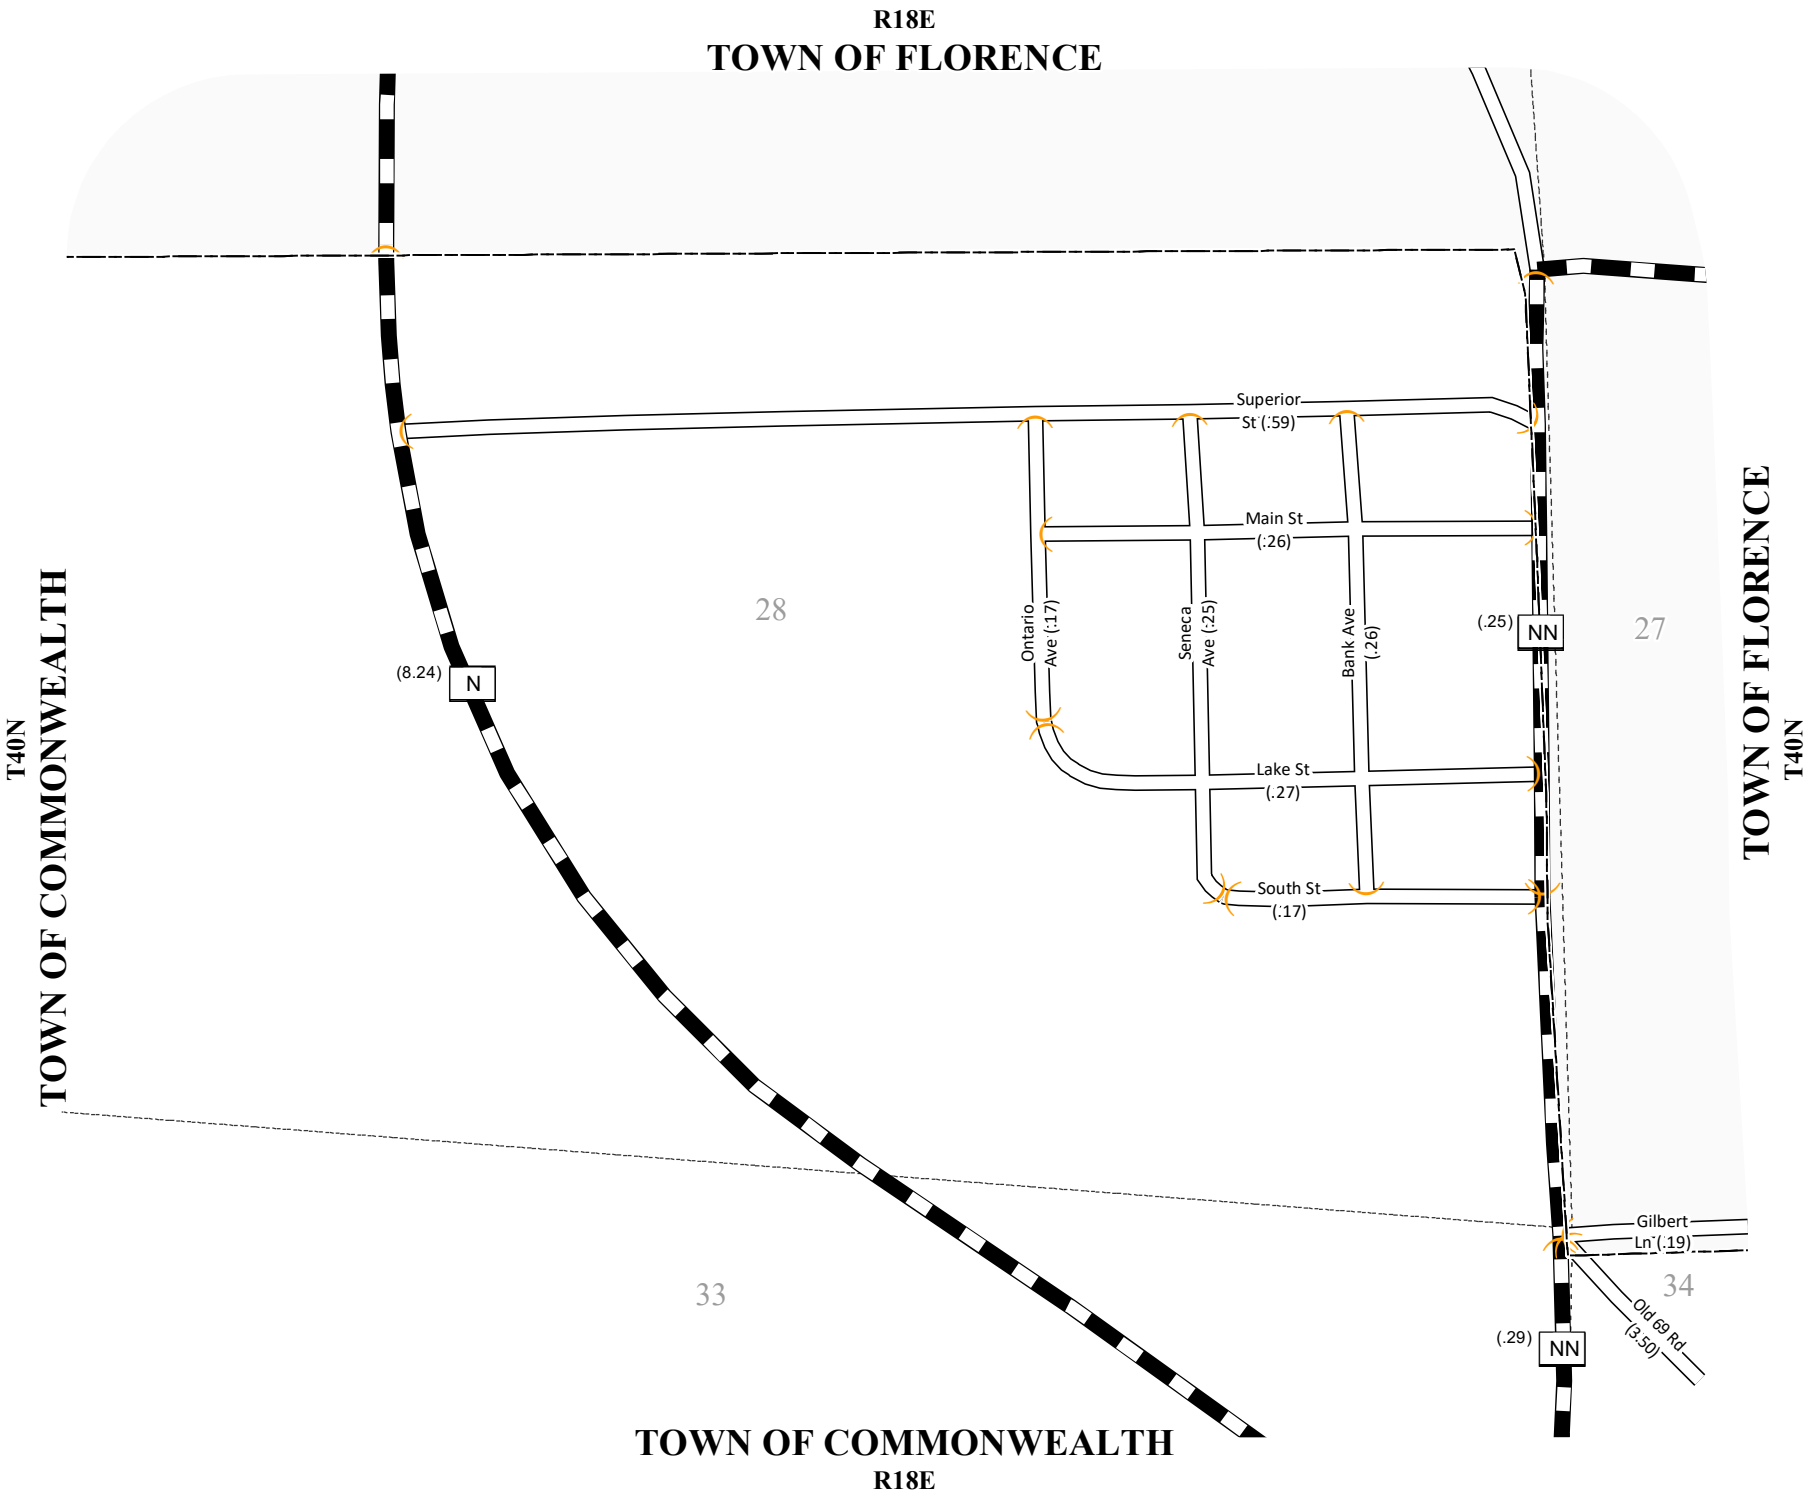 R18E
TOWN OF FLORENCE
Superior
St (.59)
Main St
(.26)
Ontario
Ave (.17)
Seneca
Ave (.25)
Bank Ave
(.26)
28
(.25)
NN
27
(8.24)
N
TOWN OF COMMONWEALTH
T40N
TOWN OF FLORENCE
T40N
Lake St
(.27)
South St
(.17)
Gilbert
Ln (.19)
34
33
Old 69 Rd
(3.50)
(.29)
NN
TOWN OF COMMONWEALTH
R18E